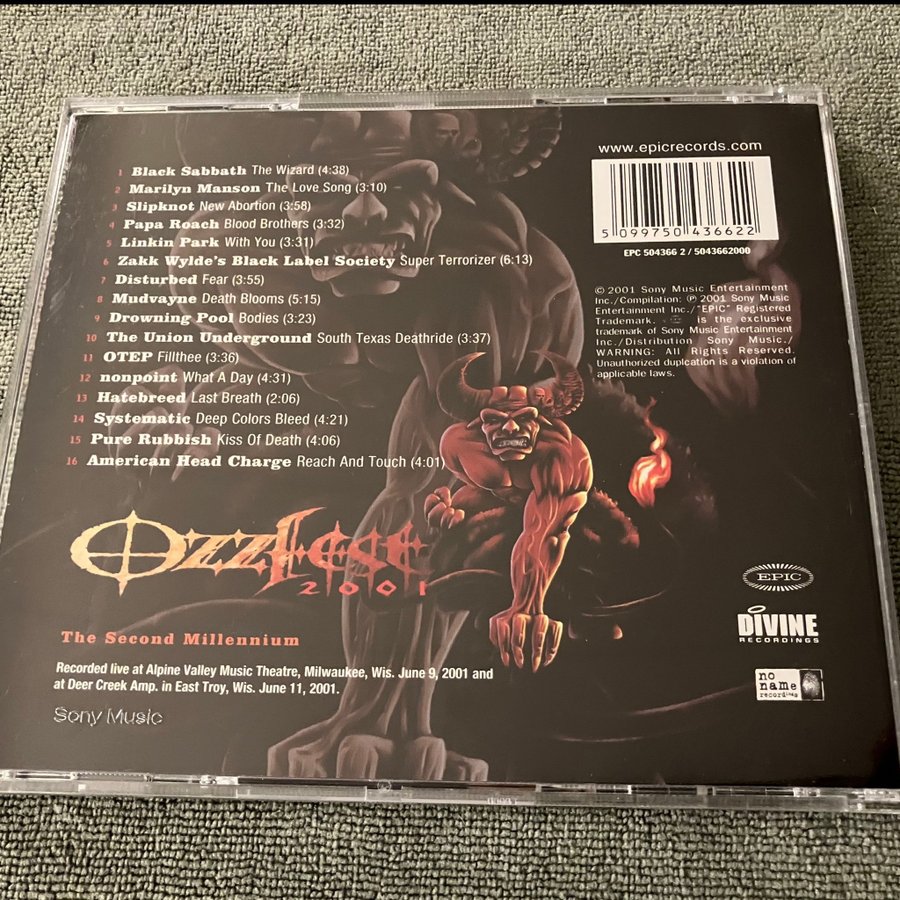 1 Black Sabbath The Wizard (4:38)
2 Marilyn Manson The Love Song (3:10)
3 Slipknot New Abortion (3:58)
4 Papa Roach Blood Brothers (3:32)
5 Linkin Park With You (3:31)
6 Zakk Wylde's Black Label Society Super Terrorizer (6:13)
7 Disturbed Fear (3:55)
8 Mudvayne Death Blooms (5:15)
9 Drowning Pool Bodies (3:23)
10 The Union Underground South Texas Deathride (3:37)
11 OTEP Fillthee (3:36)
12 nonpoint What A Day (4:31)
13 Hatebreed Last Breath (2:06)
14 Systematic Deep Colors Bleed (4:21)
15 Pure Rubbish Kiss Of Death (4:06)
16 American Head Charge Reach And Touch (4:01)
www.epicrecords.com
5 099750 436622
EPC 504366 2 / 5043662000
© 2001 Sony Music Entertainment
Inc./Compilation: ℗ 2001 Sony Music
Entertainment Inc./"EPIC" Registered
Trademark. is the exclusive
trademark of Sony Music Entertainment
Inc./Distribution Sony Music./
WARNING: All Rights Reserved.
Unauthorized duplcation is a violation of
applicable laws.
Ozzfest
2001
The Second Millennium
Recorded live at Alpine Valley Music Theatre, Milwaukee, Wis. June 9, 2001 and
at Deer Creek Amp. in East Troy, Wis. June 11, 2001.
Sony Music
EPIC
DIVINE
RECORDINGS
no
name
recordings